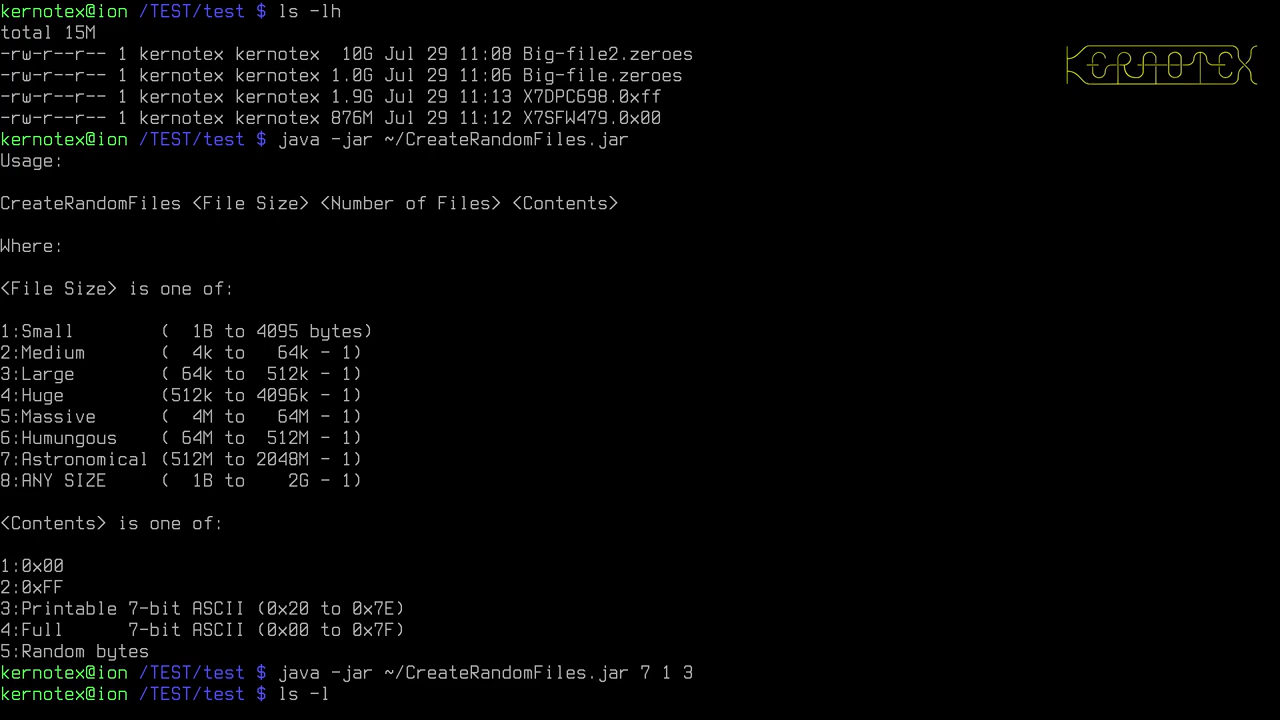 kernotex@ion /TEST/test $ ls -lh
KERNOTEX
total 15M
-rw-r--r-- 1 kernotex kernotex  10G Jul 29 11:08 Big-file2.zeroes
-rw-r--r-- 1 kernotex kernotex 1.0G Jul 29 11:06 Big-file.zeroes
-rw-r--r-- 1 kernotex kernotex 1.9G Jul 29 11:13 X7DPC698.0xff
-rw-r--r-- 1 kernotex kernotex 876M Jul 29 11:12 X7SFW479.0x00
kernotex@ion /TEST/test $ java -jar ~/CreateRandomFiles.jar
Usage:
CreateRandomFiles <File Size> <Number of Files> <Contents>
Where:
<File Size> is one of:
1:Small        (  1B to 4095 bytes)
2:Medium       (  4k to   64k - 1)
3:Large        ( 64k to  512k - 1)
4:Huge         (512k to 4096k - 1)
5:Massive      (  4M to   64M - 1)
6:Humungous    ( 64M to  512M - 1)
7:Astronomical (512M to 2048M - 1)
8:ANY SIZE     (  1B to    2G - 1)
<Contents> is one of:
1:0x00
2:0xFF
3:Printable 7-bit ASCII (0x20 to 0x7E)
4:Full      7-bit ASCII (0x00 to 0x7F)
5:Random bytes
kernotex@ion /TEST/test $ java -jar ~/CreateRandomFiles.jar 7 1 3
kernotex@ion /TEST/test $ ls -l